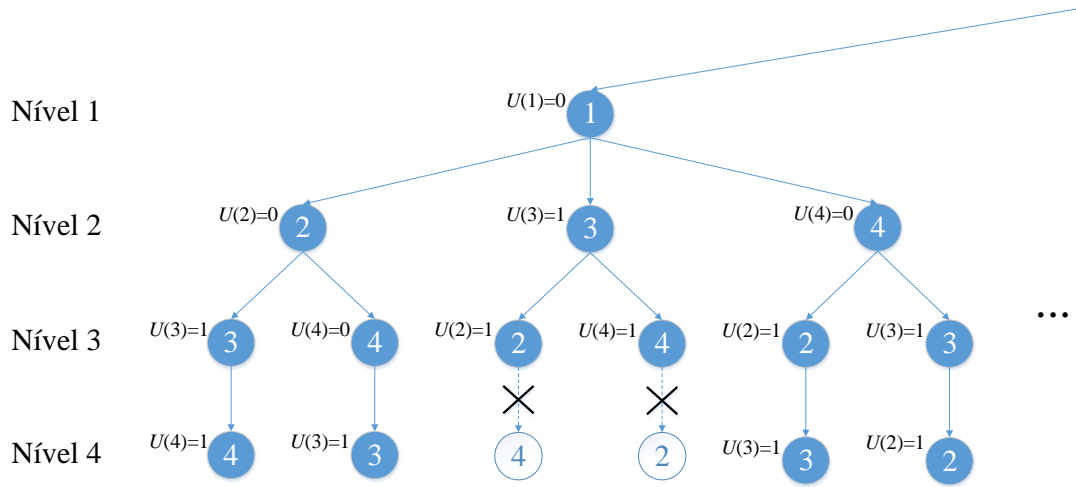 Nível 1 U(1)=0 1
Nível 2 U(2)=0 2 U(3)=1 3 U(4)=0 4
Nível 3 U(3)=1 3 U(4)=0 4 U(2)=1 2 U(4)=1 4 U(2)=1 2 U(3)=1 3 ...
Nível 4 U(4)=1 4 U(3)=1 3 4 2 U(3)=1 3 U(2)=1 2